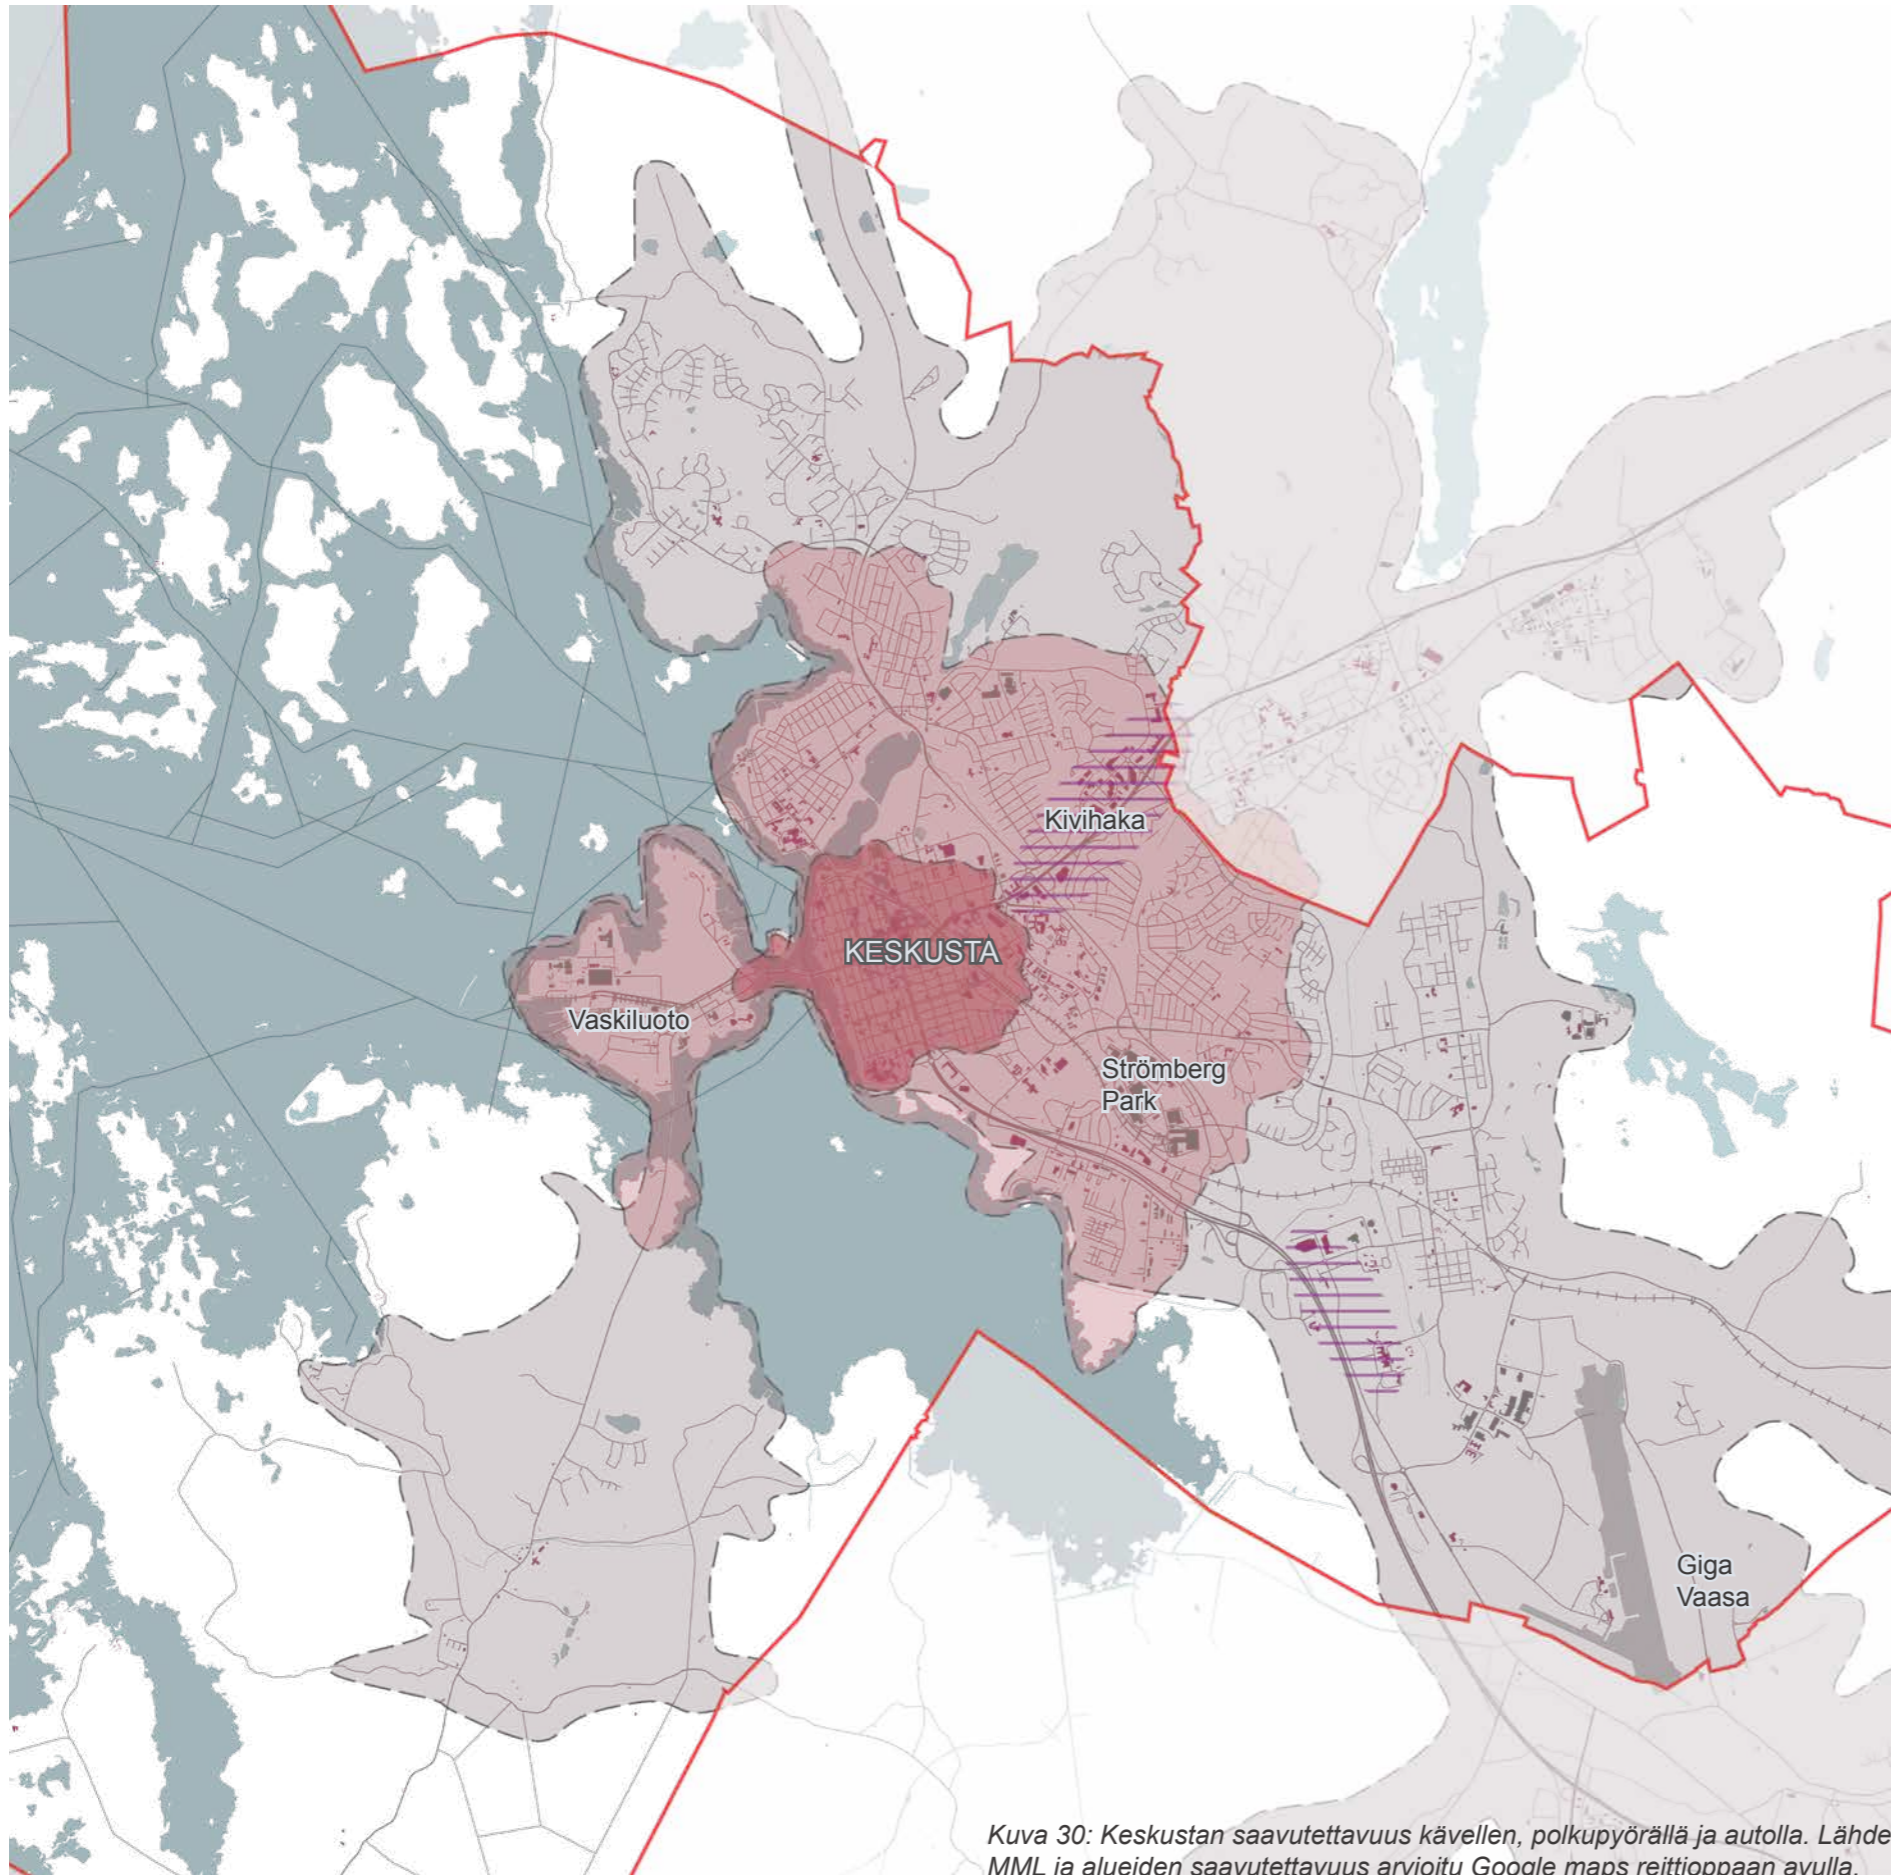 Kivihaka
KESKUSTA
Vaskiluoto
Strömberg
Park
Giga
Vaasa
Kuva 30: Keskustan saavutettavuus kävellen, polkupyörällä ja autolla. Lähde
MML ja alueiden saavutettavuus arvioitu Google maps reittioppaan avulla